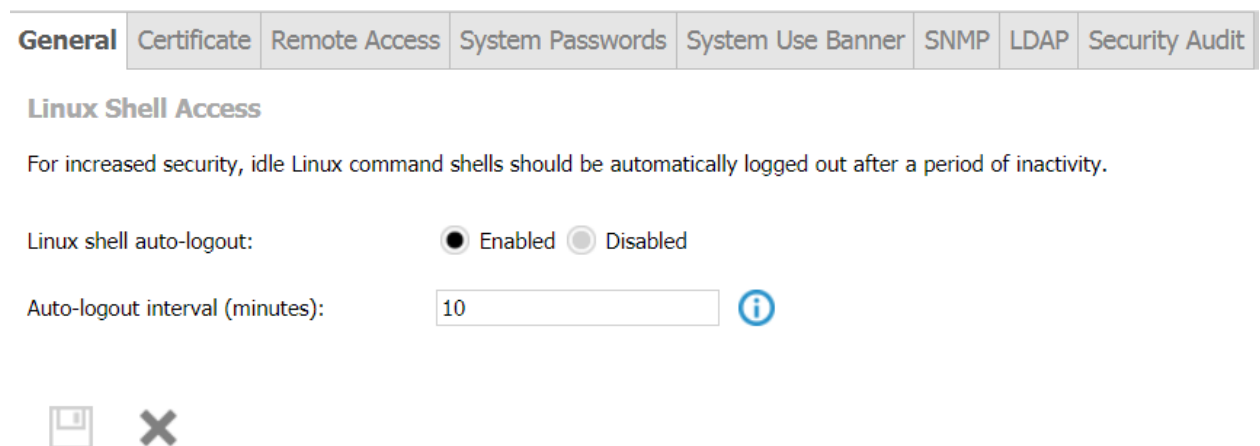 General Certificate Remote Access System Passwords System Use Banner SNMP LDAP Security Audit
Linux Shell Access
For increased security, idle Linux command shells should be automatically logged out after a period of inactivity.
Linux shell auto-logout: Enabled Disabled
Auto-logout interval (minutes): 10